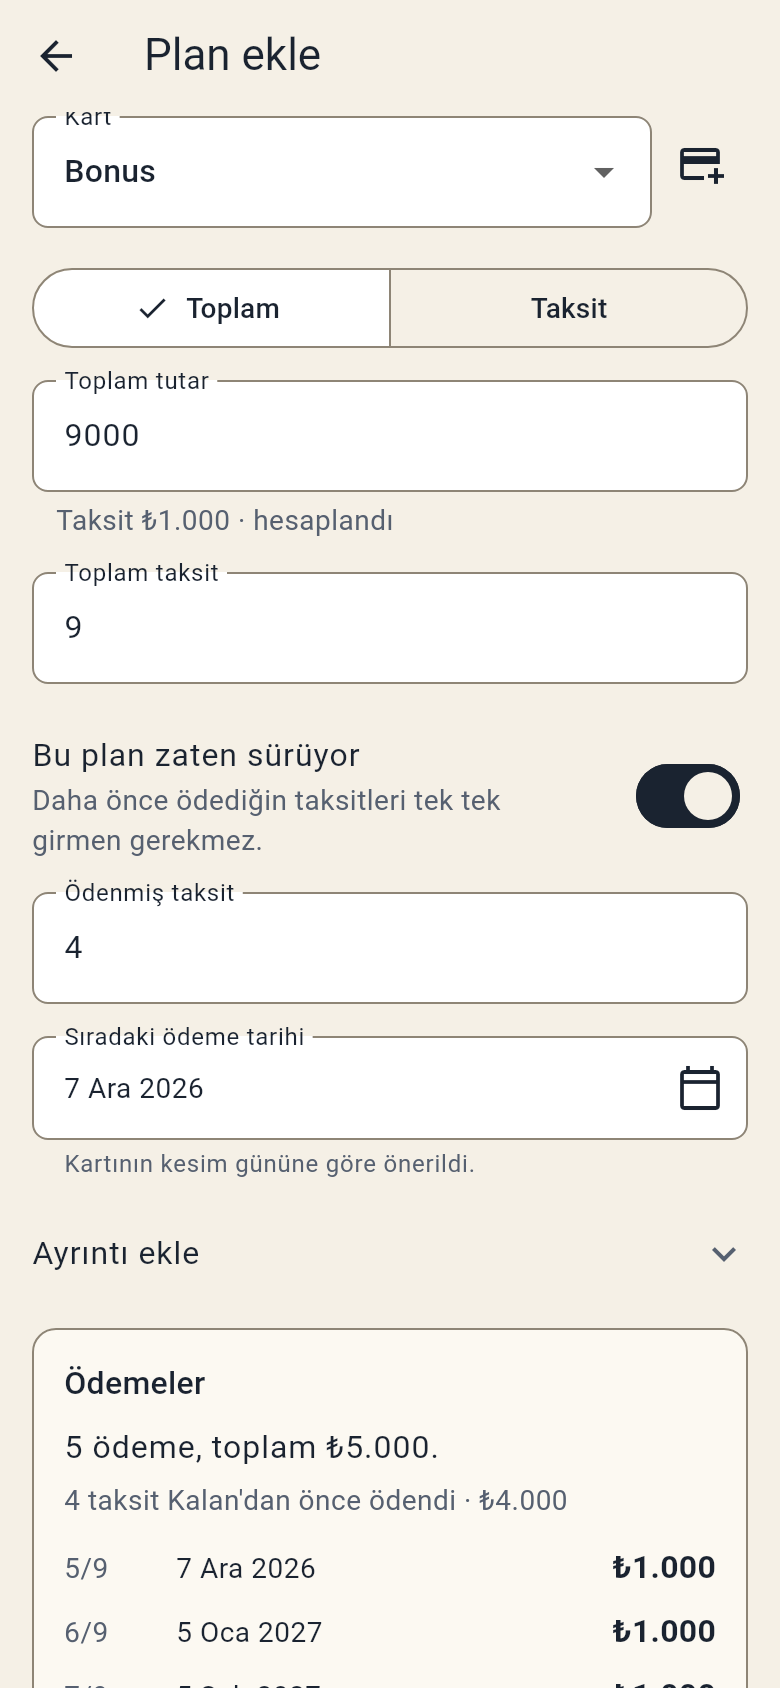 Plan ekle
Kart
Bonus
Toplam
Taksit
Toplam tutar
9000
Taksit ₺1.000 · hesaplandı
Toplam taksit
9
Bu plan zaten sürüyor
Daha önce ödediğin taksitleri tek tek
girmen gerekmez.
Ödenmiş taksit
4
Sıradaki ödeme tarihi
7 Ara 2026
Kartının kesim gününe göre önerildi.
Ayrıntı ekle
Ödemeler
5 ödeme, toplam ₺5.000.
4 taksit Kalan'dan önce ödendi · ₺4.000
5/9 7 Ara 2026 ₺1.000
6/9 5 Oca 2027 ₺1.000